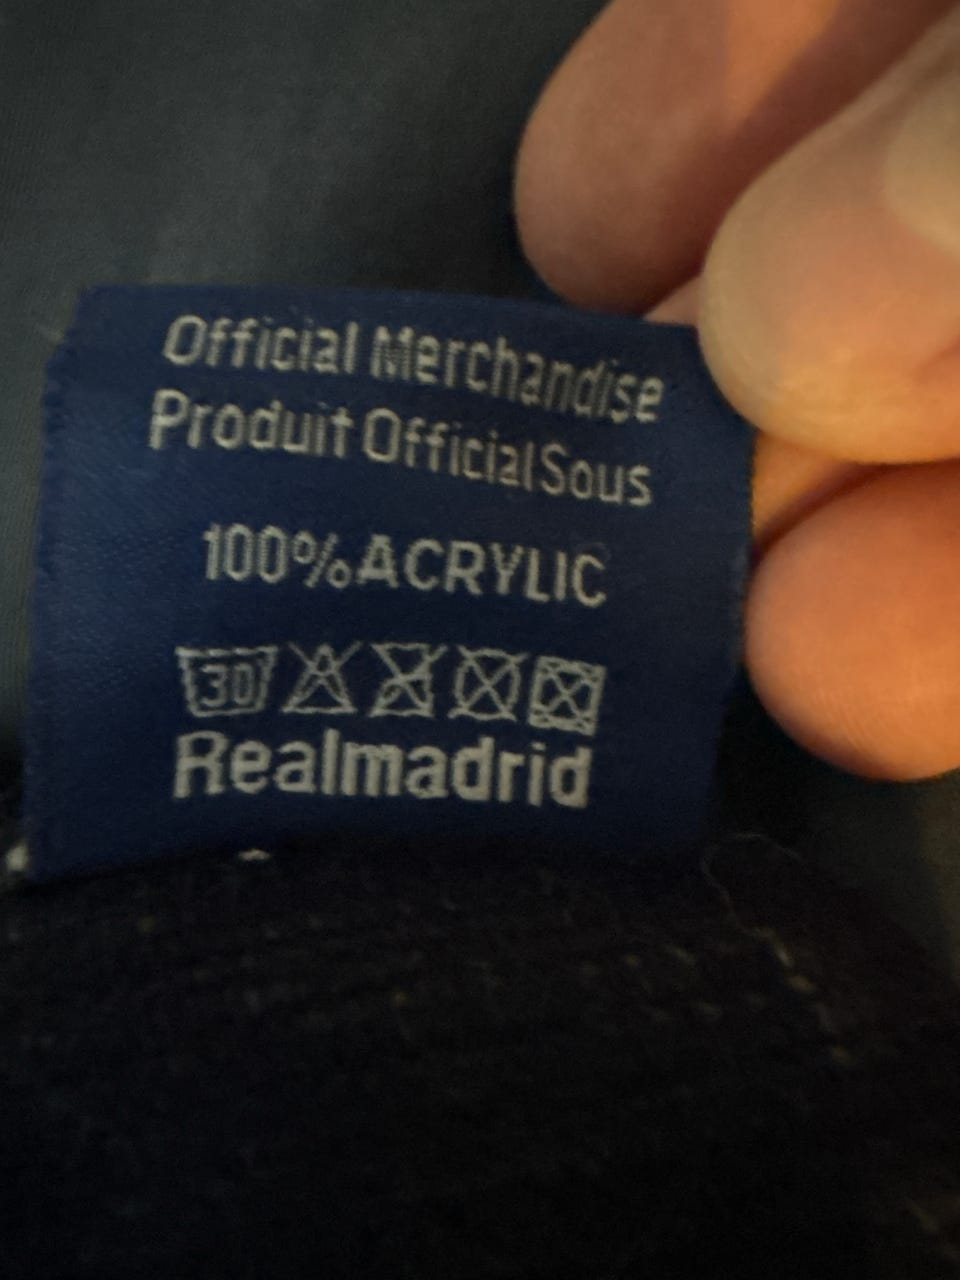 Official Merchandise
Produit Official Sous
100% ACRYLIC
30
Realmadrid